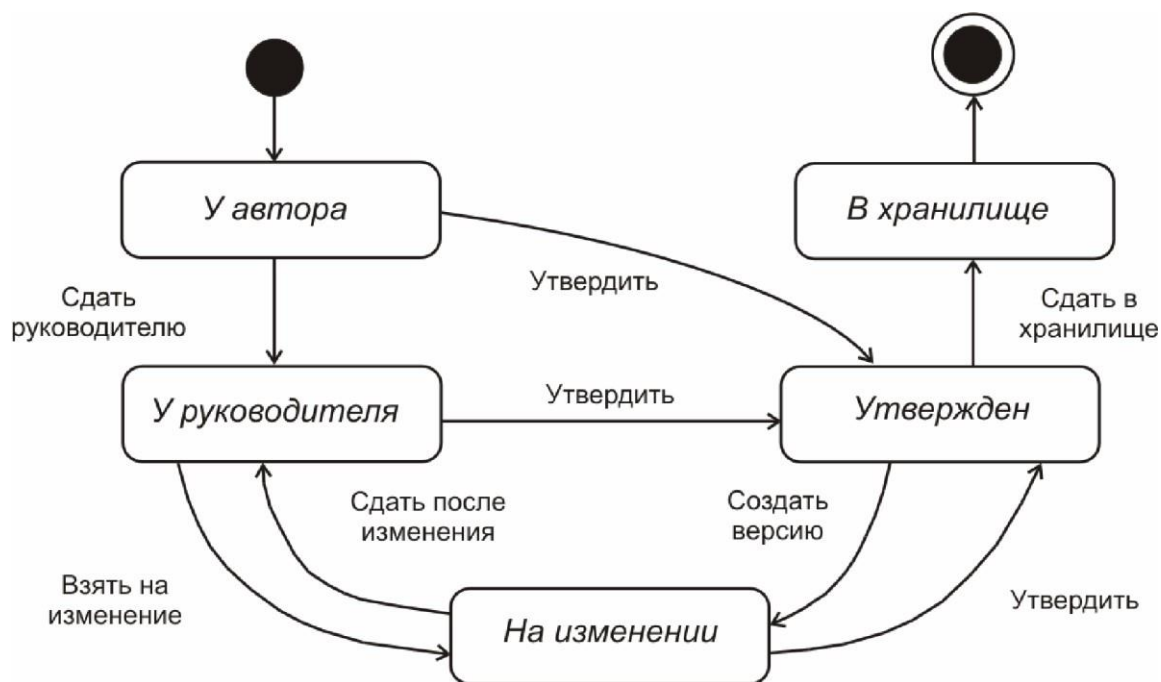 У автора
В хранилище
Утвердить
Сдать
руководителю
Сдать в
хранилище
У руководителя
Утвердить
Утвержден
Сдать после
изменения
Создать
версию
Взять на
изменение
На изменении
Утвердить